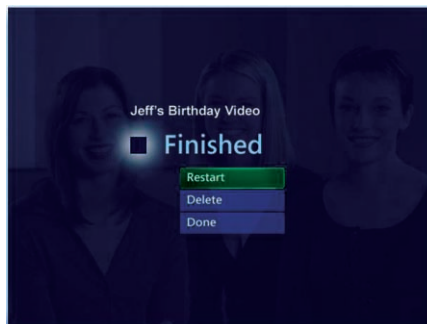 Jeff's Birthday Video
Finished
Restart
Delete
Done